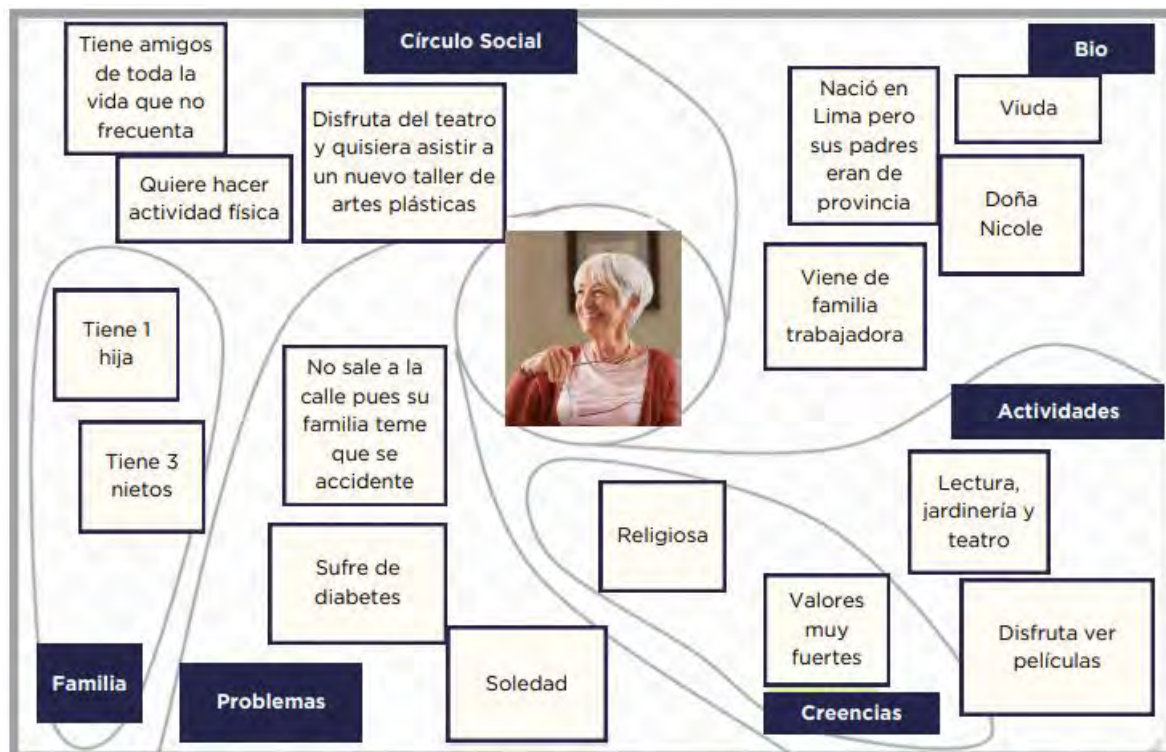 Círculo Social
Tiene amigos
de toda la
vida que no
frecuenta
Quiere hacer
actividad física
Disfruta del teatro
y quisiera asistir a
un nuevo taller de
artes plásticas
Bio
Viuda
Nació en
Lima pero
sus padres
eran de
provincia
Doña
Nicole
Viene de
familia
trabajadora
Tiene 1
hija
Tiene 3
nietos
Familia
No sale a la
calle pues su
familia teme
que se
accidente
Sufre de
diabetes
Soledad
Problemas
Religiosa
Valores
muy
fuertes
Creencias
Actividades
Lectura,
jardinería y
teatro
Disfruta ver
películas